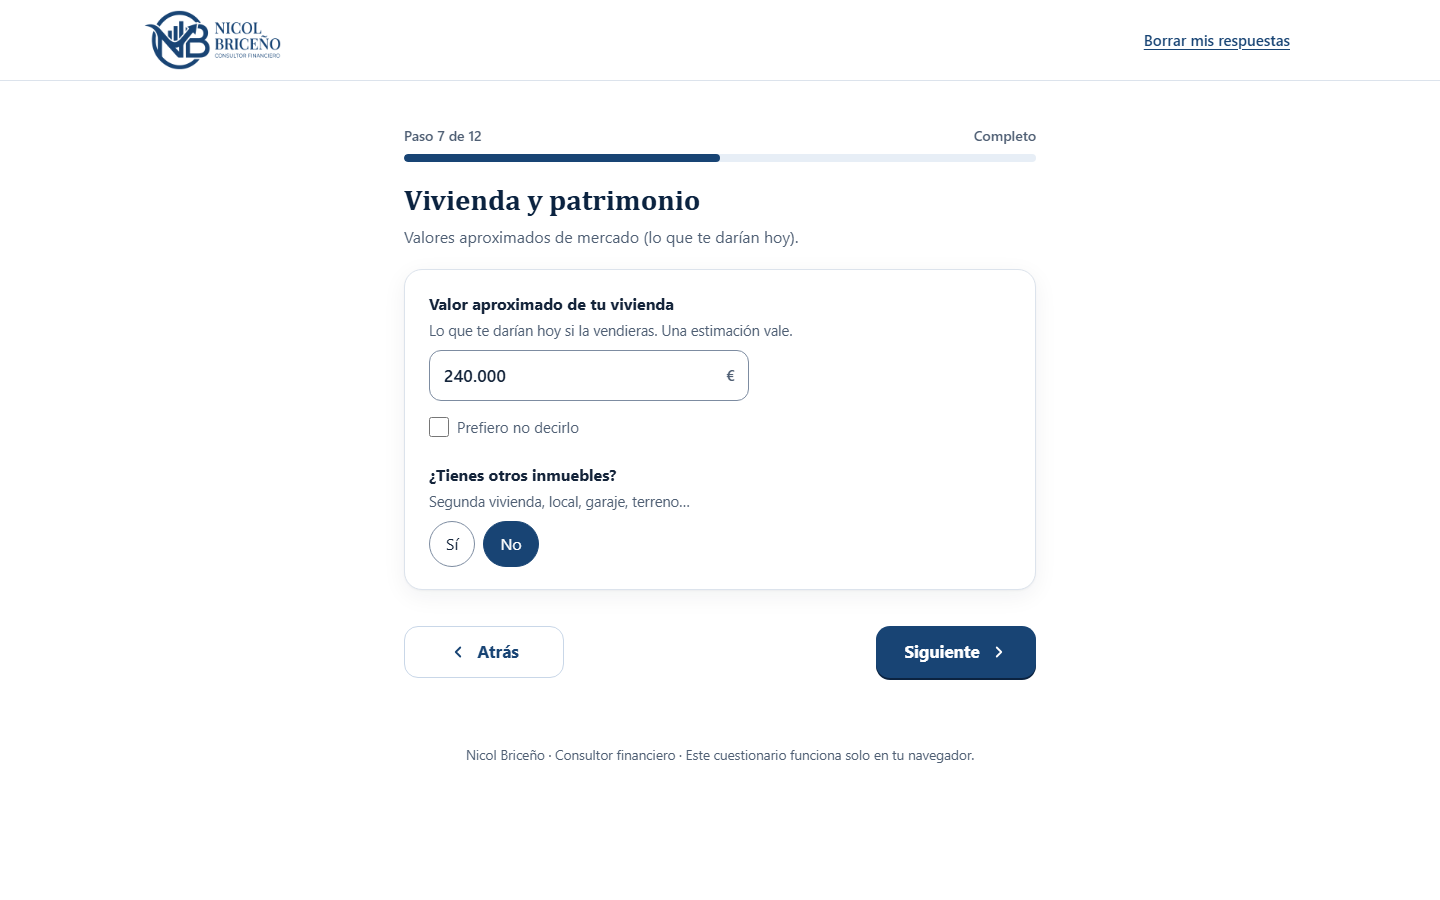 NICOL
BRICEÑO
CONSULTOR FINANCIERO
Borrar mis respuestas
Paso 7 de 12
Completo
Vivienda y patrimonio
Valores aproximados de mercado (lo que te darían hoy).
Valor aproximado de tu vivienda
Lo que te darían hoy si la vendieras. Una estimación vale.
240.000 €
Prefiero no decirlo
¿Tienes otros inmuebles?
Segunda vivienda, local, garaje, terreno…
Sí No
Atrás
Siguiente
Nicol Briceño · Consultor financiero · Este cuestionario funciona solo en tu navegador.